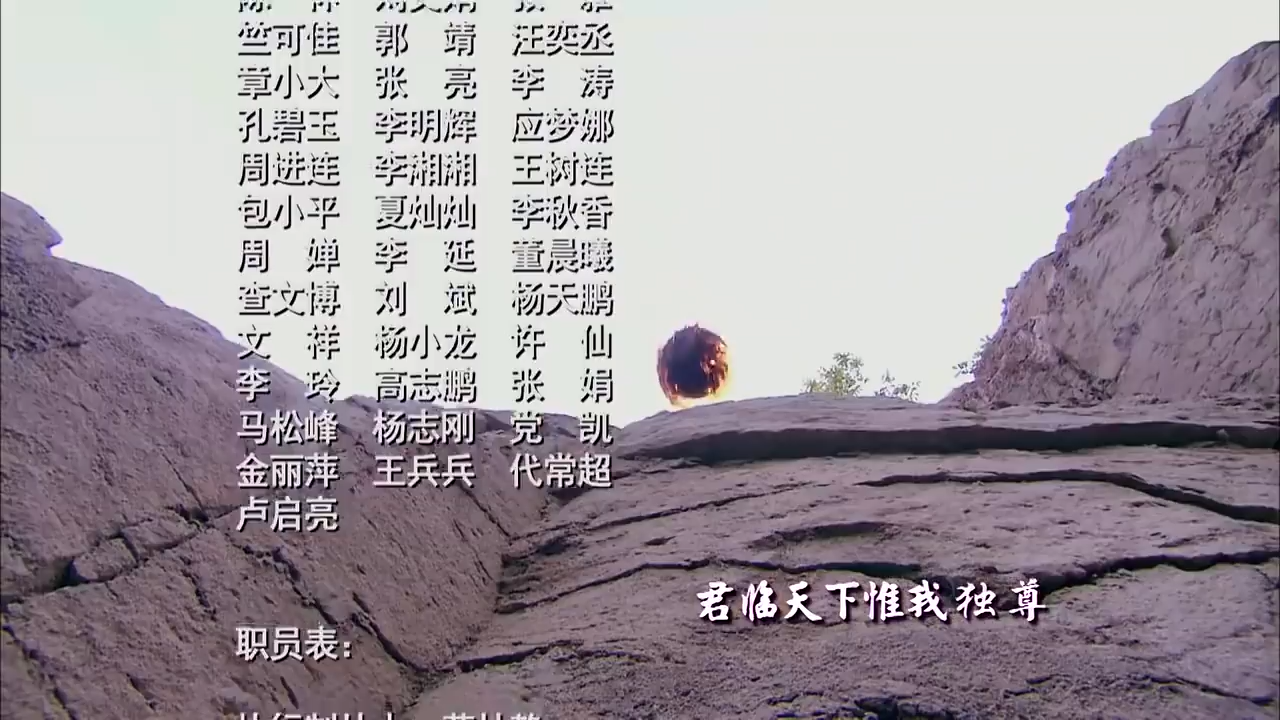 竺可佳 郭 靖 汪奕丞
章小大 张 亮 李 涛
孔碧玉 李明辉 应梦娜
周进连 李湘湘 王树连
包小平 夏灿灿 李秋香
周 婵 李 延 董晨曦
查文博 刘 斌 杨天鹏
文 祥 杨小龙 许 仙
李 玲 高志鹏 张 娟
马松峰 杨志刚 党 凯
金丽萍 王兵兵 代常超
卢启亮
君临天下惟我独尊
职员表：